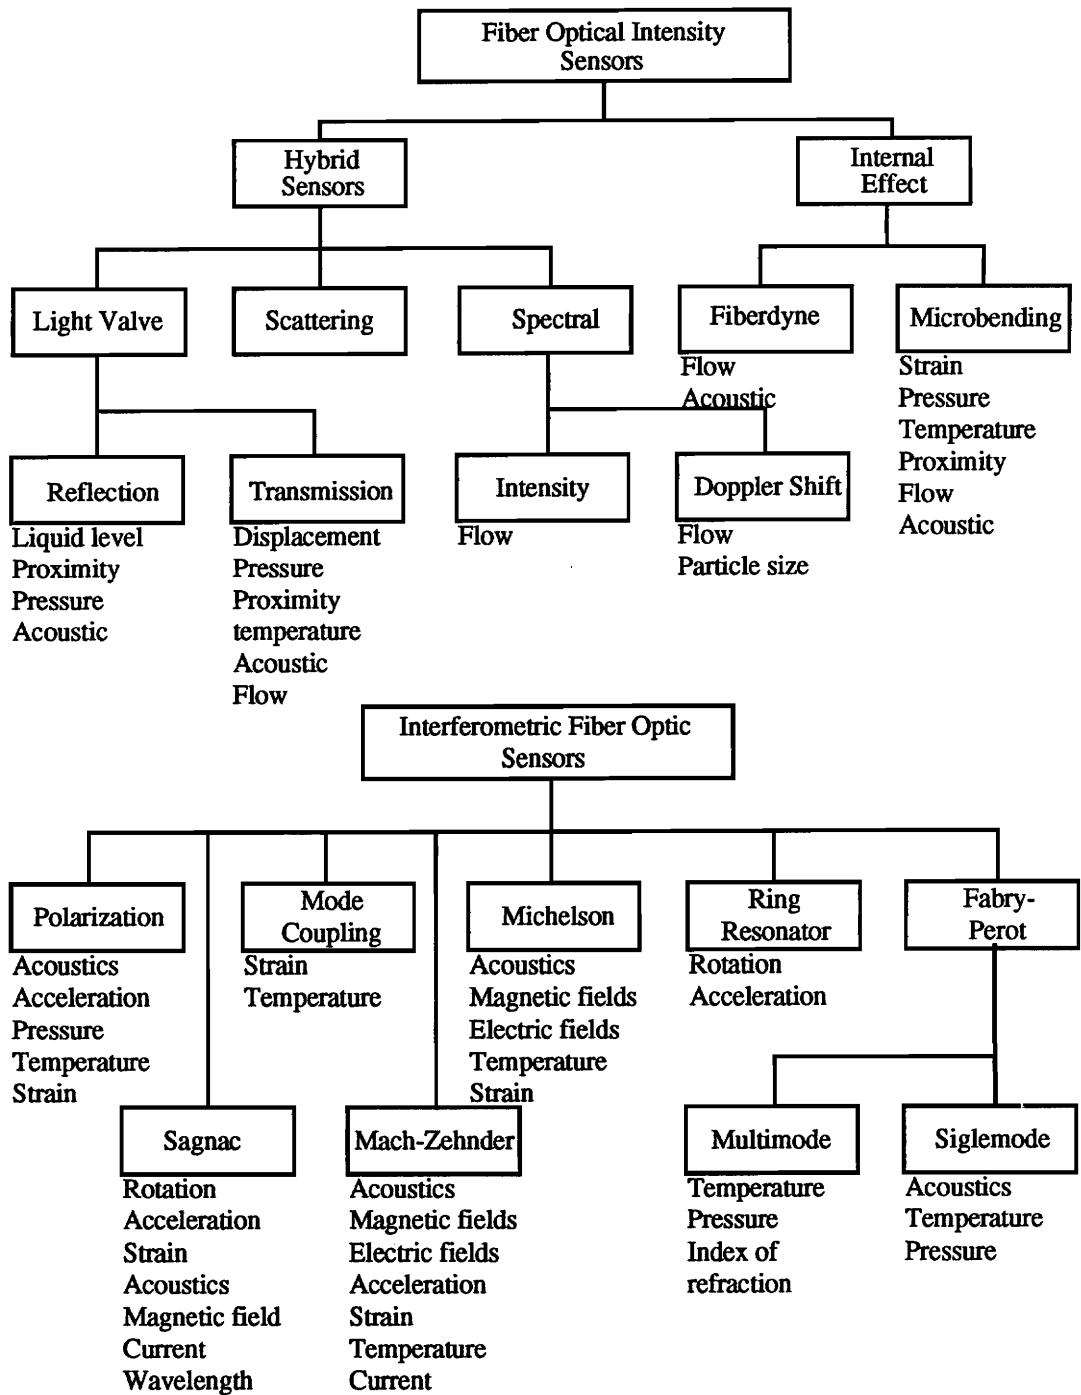 Fiber Optical Intensity
Sensors
Hybrid
Sensors
Internal
Effect
Light Valve
Scattering
Spectral
Fiberdyne
Flow
Acoustic
Microbending
Strain
Pressure
Temperature
Proximity
Flow
Acoustic
Reflection
Liquid level
Proximity
Pressure
Acoustic
Transmission
Displacement
Pressure
Proximity
temperature
Acoustic
Flow
Intensity
Flow
Doppler Shift
Flow
Particle size
Interferometric Fiber Optic
Sensors
Polarization
Acoustics
Acceleration
Pressure
Temperature
Strain
Mode
Coupling
Strain
Temperature
Michelson
Acoustics
Magnetic fields
Electric fields
Temperature
Strain
Ring
Resonator
Rotation
Acceleration
Fabry-
Perot
Sagnac
Rotation
Acceleration
Strain
Acoustics
Magnetic field
Current
Wavelength
Mach-Zehnder
Acoustics
Magnetic fields
Electric fields
Acceleration
Strain
Temperature
Current
Multimode
Temperature
Pressure
Index of
refraction
Siglemode
Acoustics
Temperature
Pressure